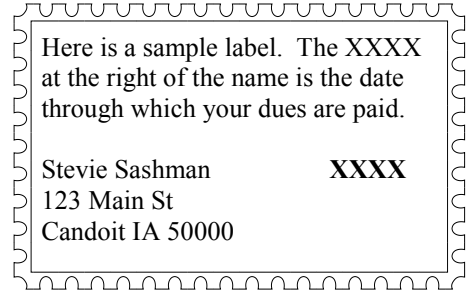 Here is a sample label.  The XXXX
at the right of the name is the date
through which your dues are paid.
Stevie Sashman XXXX
123 Main St
Candoit IA 50000